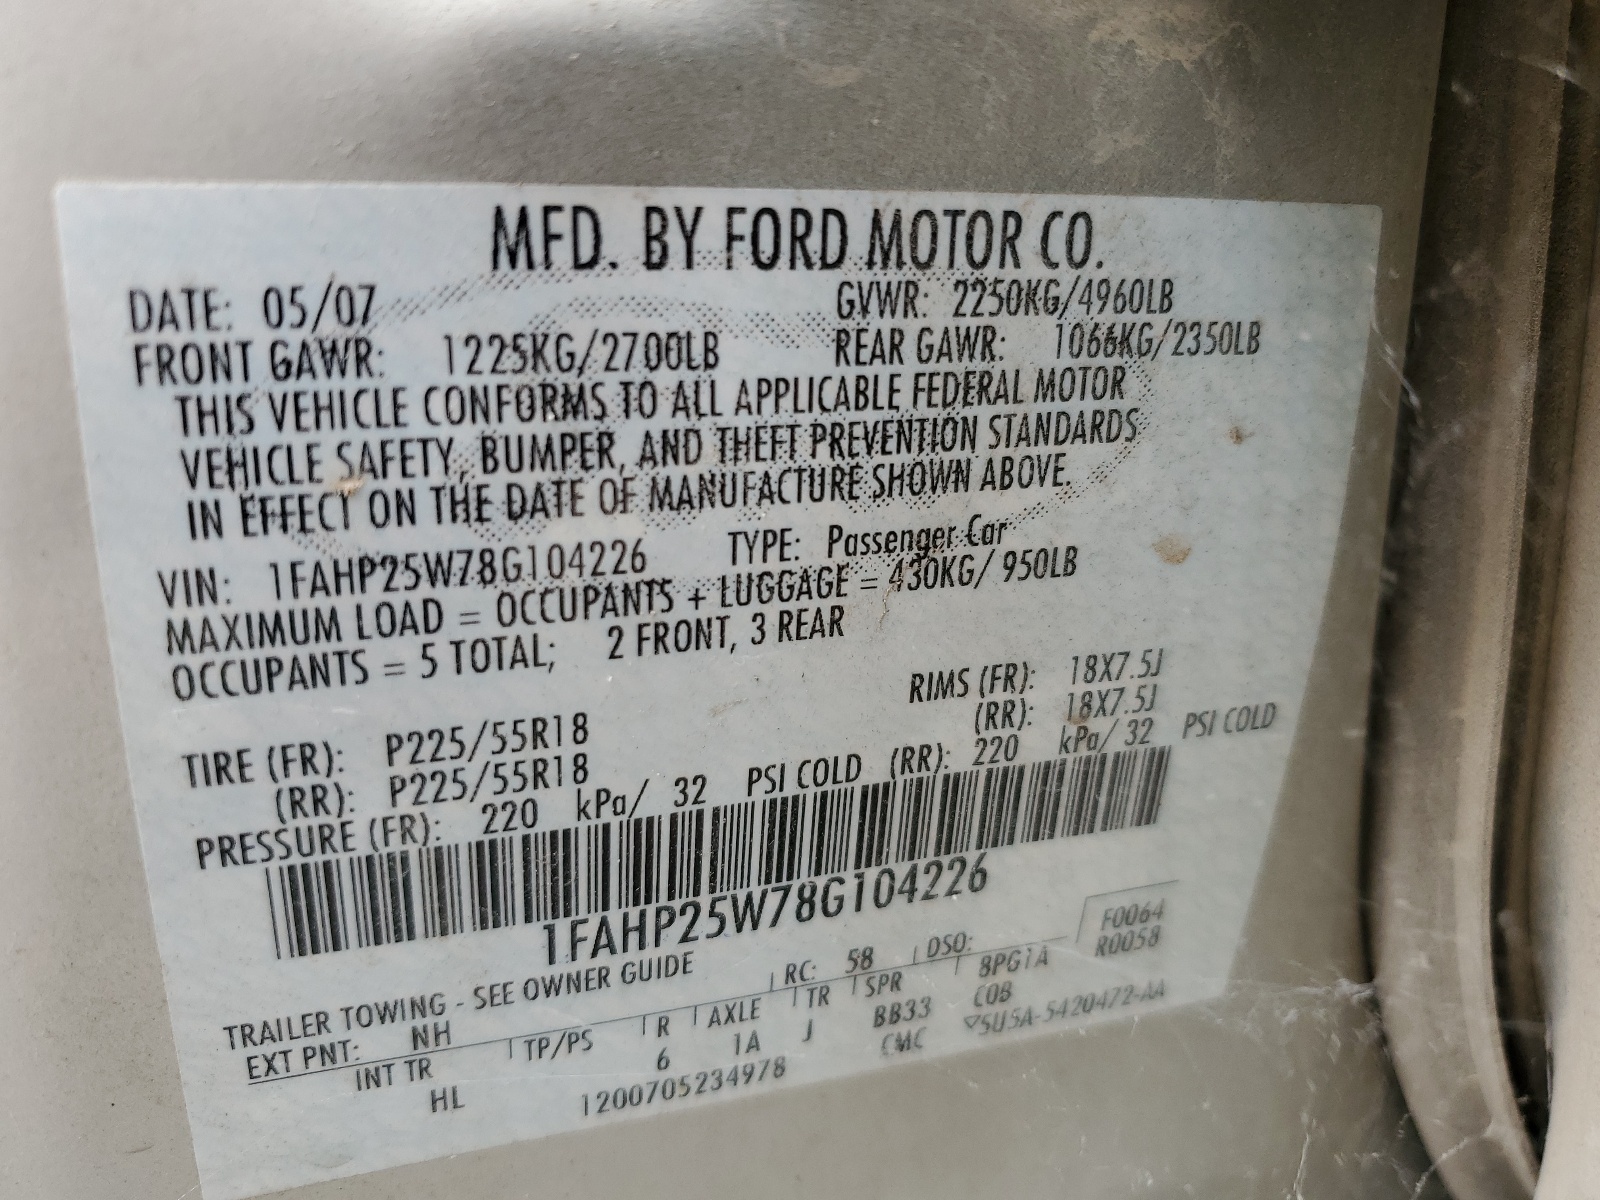 MFD. BY FORD MOTOR CO.
DATE: 05/07 GVWR: 2250KG/4960LB
FRONT GAWR: 1225KG/2700LB REAR GAWR: 1066KG/2350LB
THIS VEHICLE CONFORMS TO ALL APPLICABLE FEDERAL MOTOR
VEHICLE SAFETY, BUMPER, AND THEFT PREVENTION STANDARDS
IN EFFECT ON THE DATE OF MANUFACTURE SHOWN ABOVE.
VIN: 1FAHP25W78G104226 TYPE: Passenger Car
MAXIMUM LOAD = OCCUPANTS + LUGGAGE = 430KG/ 950LB
OCCUPANTS = 5 TOTAL; 2 FRONT, 3 REAR
TIRE (FR): P225/55R18 RIMS (FR): 18X7.5J
(RR): P225/55R18 (RR): 18X7.5J
PRESSURE (FR): 220 kPa/ 32 PSI COLD (RR): 220 kPa/ 32 PSI COLD
1FAHP25W78G104226
TRAILER TOWING - SEE OWNER GUIDE F0064
EXT PNT: NH RC: 58 DSO: R0058
INT TR TP/PS R AXLE TR SPR 8PG1A
HL 6 1A J BB33 COB
1200705234978 CMC ▽5U5A-5420472-AA